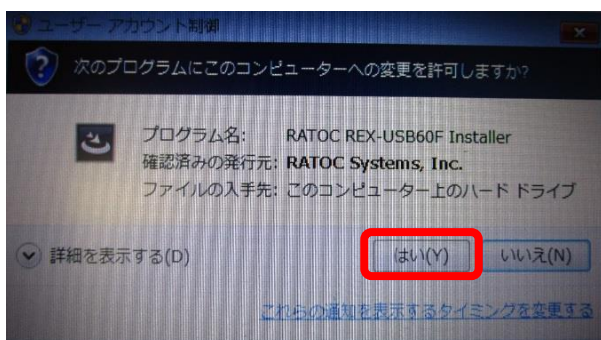 ユーザー アカウント制御
次のプログラムにこのコンピューターへの変更を許可しますか?
プログラム名: RATOC REX-USB60F Installer
確認済みの発行元: RATOC Systems, Inc.
ファイルの入手先: このコンピューター上のハード ドライブ
詳細を表示する(D) はい(Y) いいえ(N)
これらの通知を表示するタイミングを変更する